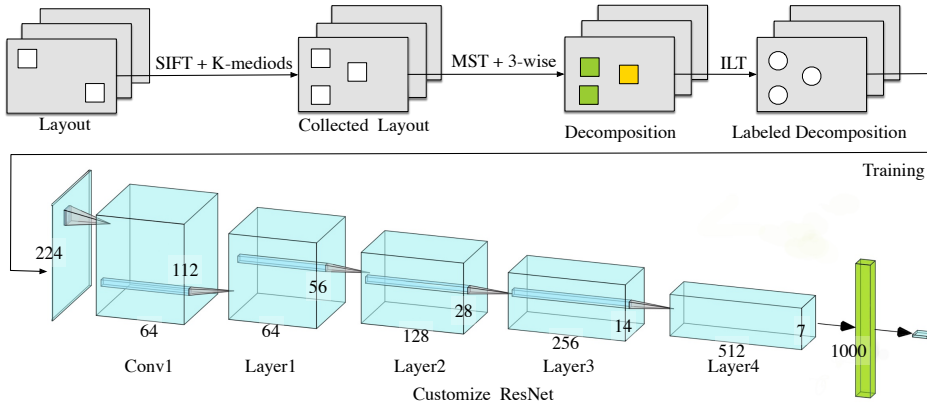 SIFT + K-mediods
MST + 3-wise
ILT
Layout
Collected Layout
Decomposition
Labeled Decomposition
Training
224
112
64
56
64
28
128
14
256
7
512
1000
Conv1
Layer1
Layer2
Layer3
Layer4
Customize ResNet